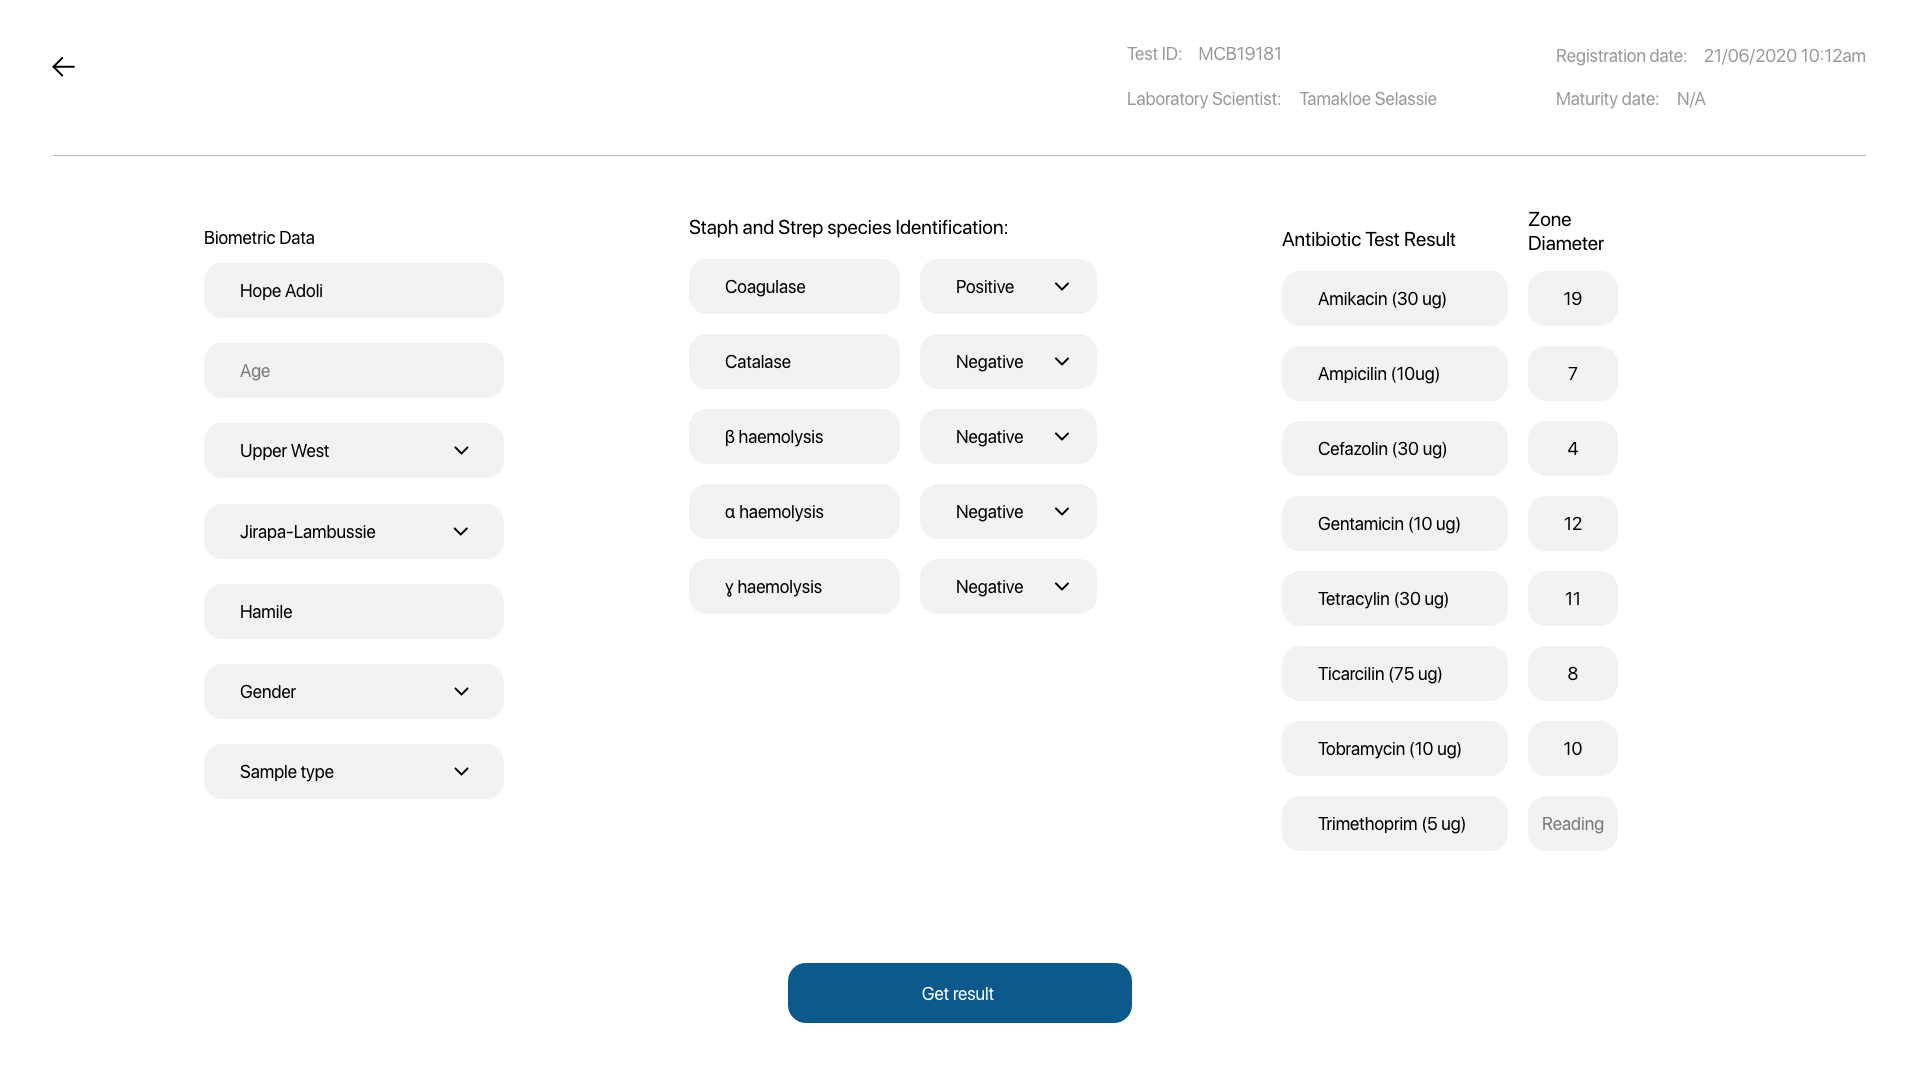 Test ID: MCB19181
Registration date: 21/06/2020 10:12am
Laboratory Scientist: Tamakloe Selassie
Maturity date: N/A
Biometric Data
Hope Adoli
Age
Upper West
Jirapa-Lambussie
Hamile
Gender
Sample type
Staph and Strep species Identification:
Coagulase Positive
Catalase Negative
β haemolysis Negative
α haemolysis Negative
ɣ haemolysis Negative
Antibiotic Test Result
Zone
Diameter
Amikacin (30 ug) 19
Ampicilin (10ug) 7
Cefazolin (30 ug) 4
Gentamicin (10 ug) 12
Tetracylin (30 ug) 11
Ticarcilin (75 ug) 8
Tobramycin (10 ug) 10
Trimethoprim (5 ug) Reading
Get result